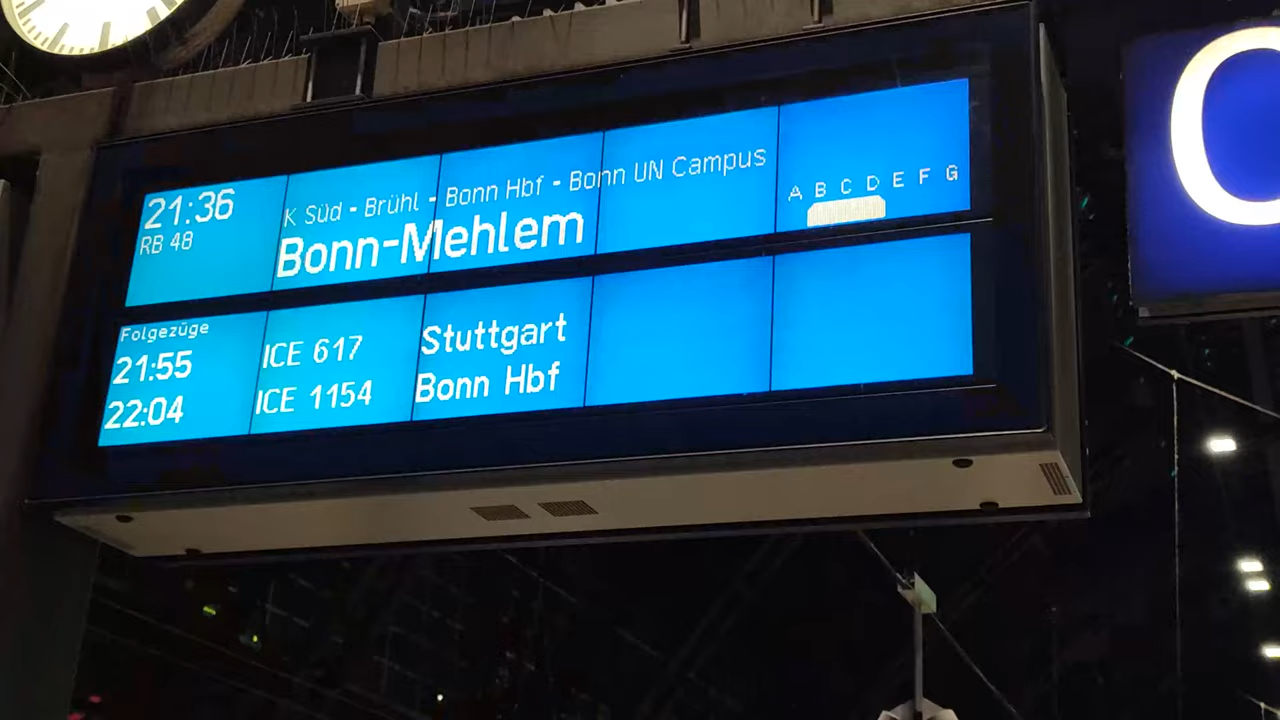 21:36
RB 48
K Süd - Brühl - Bonn Hbf - Bonn UN Campus
Bonn-Mehlem
A B C D E F G
Folgezüge
21:55 ICE 617 Stuttgart
22:04 ICE 1154 Bonn Hbf
C